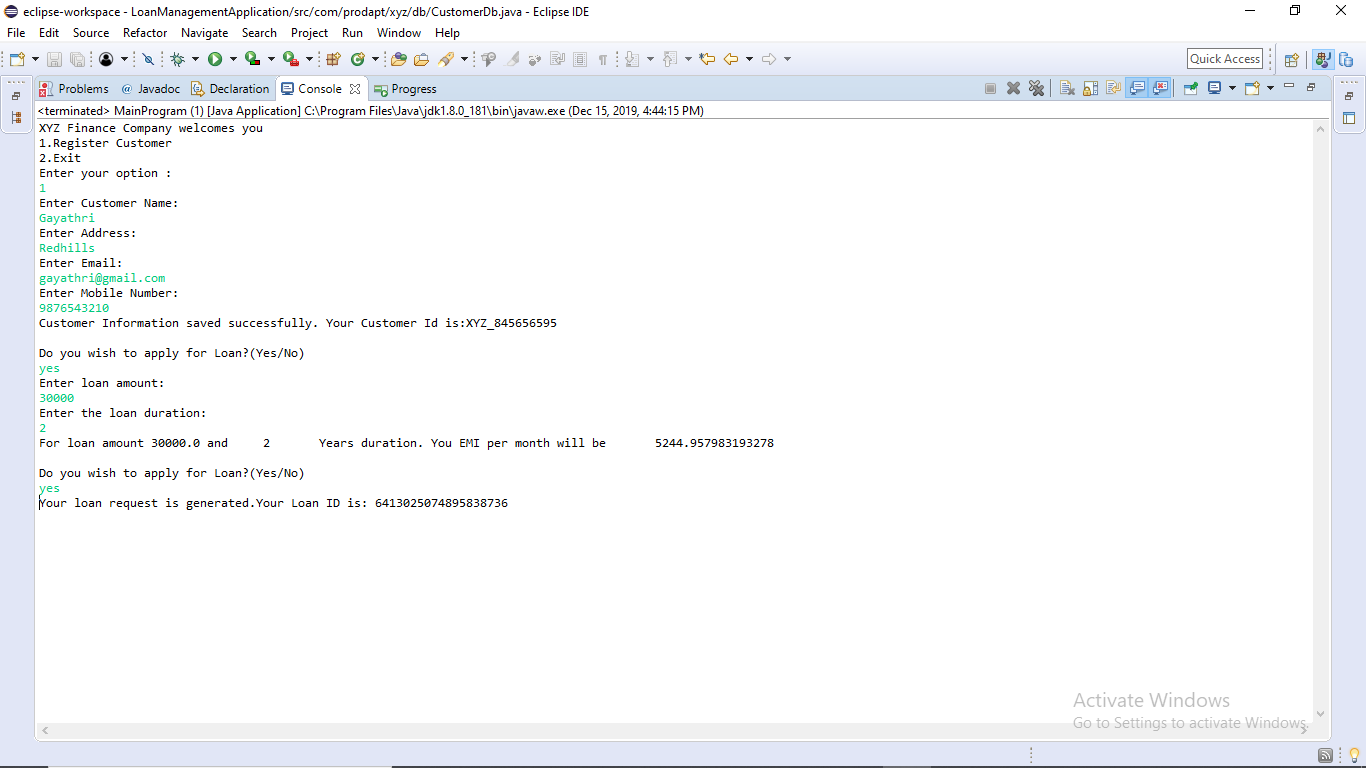 eclipse-workspace - LoanManagementApplication/src/com/prodapt/xyz/db/CustomerDb.java - Eclipse IDE
File Edit Source Refactor Navigate Search Project Run Window Help
Quick Access
Problems @ Javadoc Declaration Console Progress
<terminated> MainProgram (1) [Java Application] C:\Program Files\Java\jdk1.8.0_181\bin\javaw.exe (Dec 15, 2019, 4:44:15 PM)
XYZ Finance Company welcomes you
1.Register Customer
2.Exit
Enter your option :
1
Enter Customer Name:
Gayathri
Enter Address:
Redhills
Enter Email:
gayathri@gmail.com
Enter Mobile Number:
9876543210
Customer Information saved successfully. Your Customer Id is:XYZ_845656595
Do you wish to apply for Loan?(Yes/No)
yes
Enter loan amount:
30000
Enter the loan duration:
2
For loan amount 30000.0 and 2 Years duration. You EMI per month will be 5244.957983193278
Do you wish to apply for Loan?(Yes/No)
yes
Your loan request is generated.Your Loan ID is: 6413025074895838736
Activate Windows
Go to Settings to activate Windows.